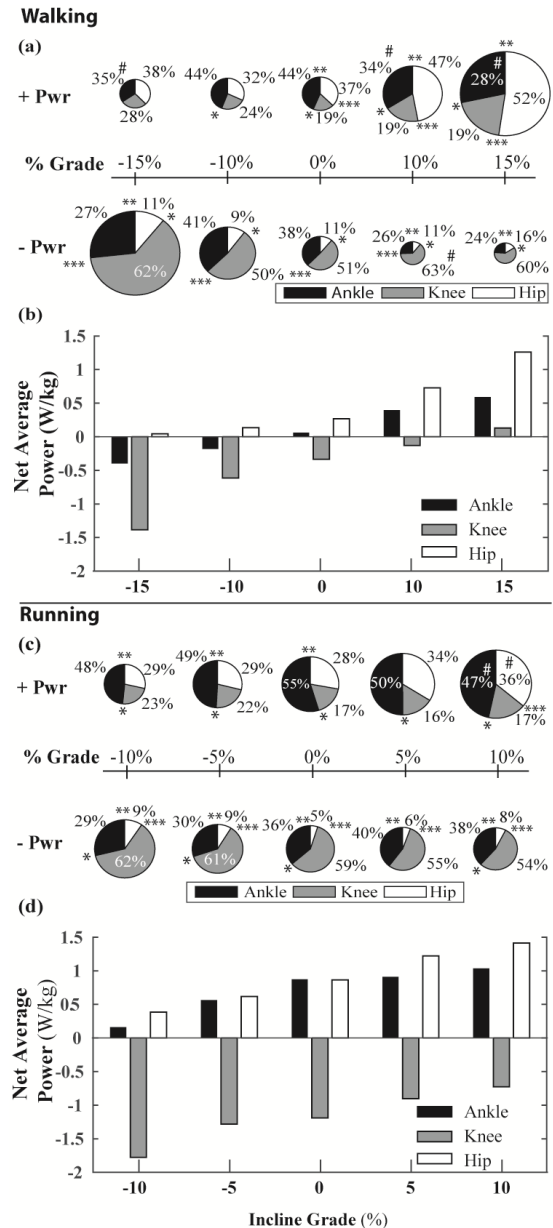 Walking
(a)
# ** # ** **
35% 38% 44% 32% 44% 37% 34% 47% # 28% 52%
+ Pwr
28% * 24% * 19% *** * 19% *** * 19% ***
% Grade -15% -10% 0% 10% 15%
27% ** 11% * 41% 9% * 38% 11% * 26% ** 11% * 24% ** 16% *
- Pwr
*** 62% *** 50% *** 51% *** 63% # 60%
Ankle Knee Hip
(b)
1.5
1
0.5
0
-0.5
-1
-1.5
-2
Net Average
Power (W/kg)
Ankle
Knee
Hip
-15 -10 0 10 15
Running
(c)
** ** **
48% 29% 49% 29% 55% 28% 50% 34% # 47% # 36%
+ Pwr
* 23% * 22% * 17% * 16% * 17% ***
% Grade -10% -5% 0% 5% 10%
29% ** 9% *** 30% ** 9% *** 36% ** 5% *** 40% ** 6% *** 38% ** 8% ***
- Pwr
* 62% * 61% * 59% 55% * 54%
Ankle Knee Hip
(d)
1.5
1
0.5
0
-0.5
-1
-1.5
-2
Net Average
Power (W/kg)
Ankle
Knee
Hip
-10 -5 0 5 10
Incline Grade (%)